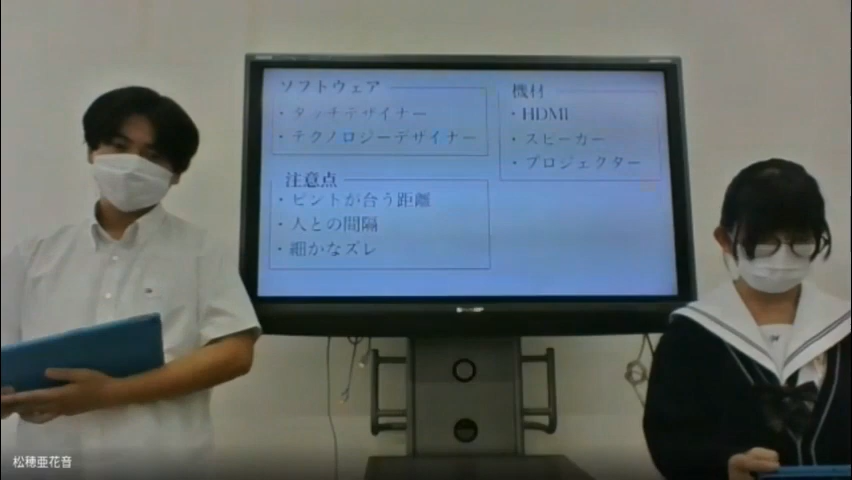 ソフトウェア
・タッチデザイナー
・テクノロジーデザイナー
機材
・HDMI
・スピーカー
・プロジェクター
注意点
・ピントが合う距離
・人との間隔
・細かなズレ
松穂亜花音